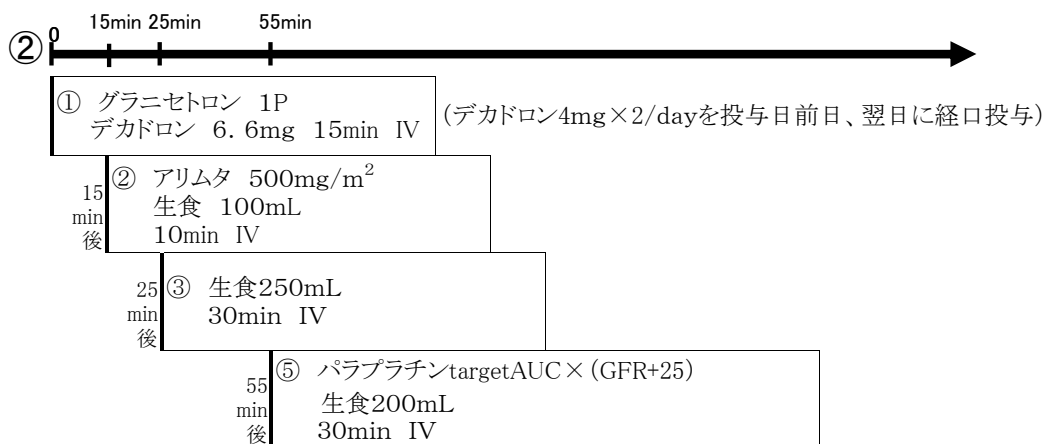 15min 25min 55min
0
②
① グラニセトロン 1P
デカドロン 6.6mg 15min IV
(デカドロン4mg×2/dayを投与日前日、翌日に経口投与)
15
min
後
② アリムタ 500mg/m²
生食 100mL
10min IV
25
min
後
③ 生食250mL
30min IV
55
min
後
⑤ パラプラチンtargetAUC×(GFR+25)
生食200mL
30min IV